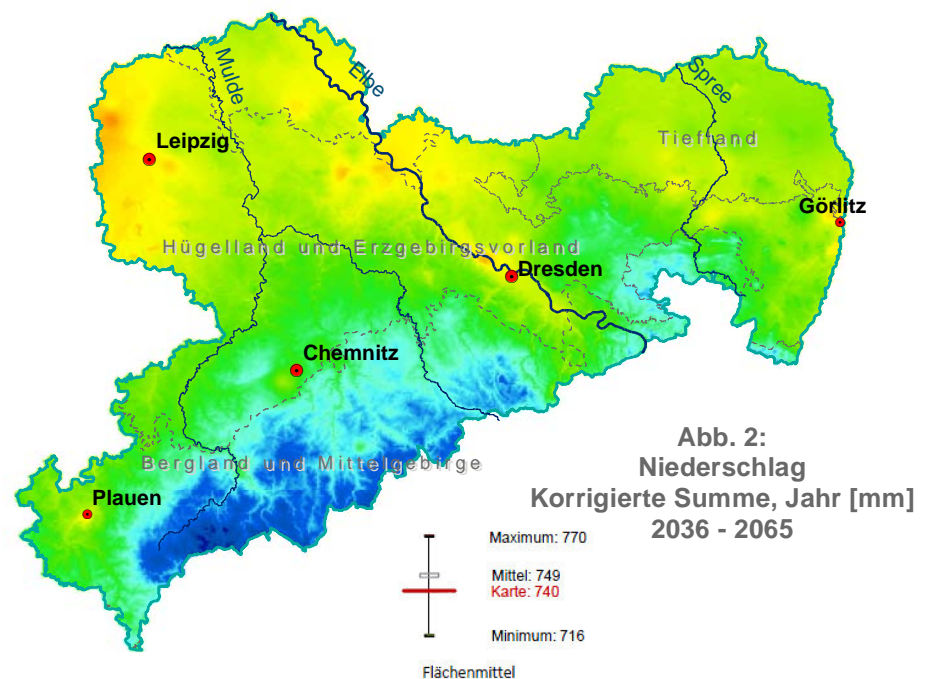 Mulde
Elbe
Spree
Leipzig
Tiefland
Görlitz
Hügelland und Erzgebirgsvorland
Dresden
Chemnitz
Bergland und Mittelgebirge
Plauen
Abb. 2:
Niederschlag
Korrigierte Summe, Jahr [mm]
2036 - 2065
Maximum: 770
Mittel: 749
Karte: 740
Minimum: 716
Flächenmittel